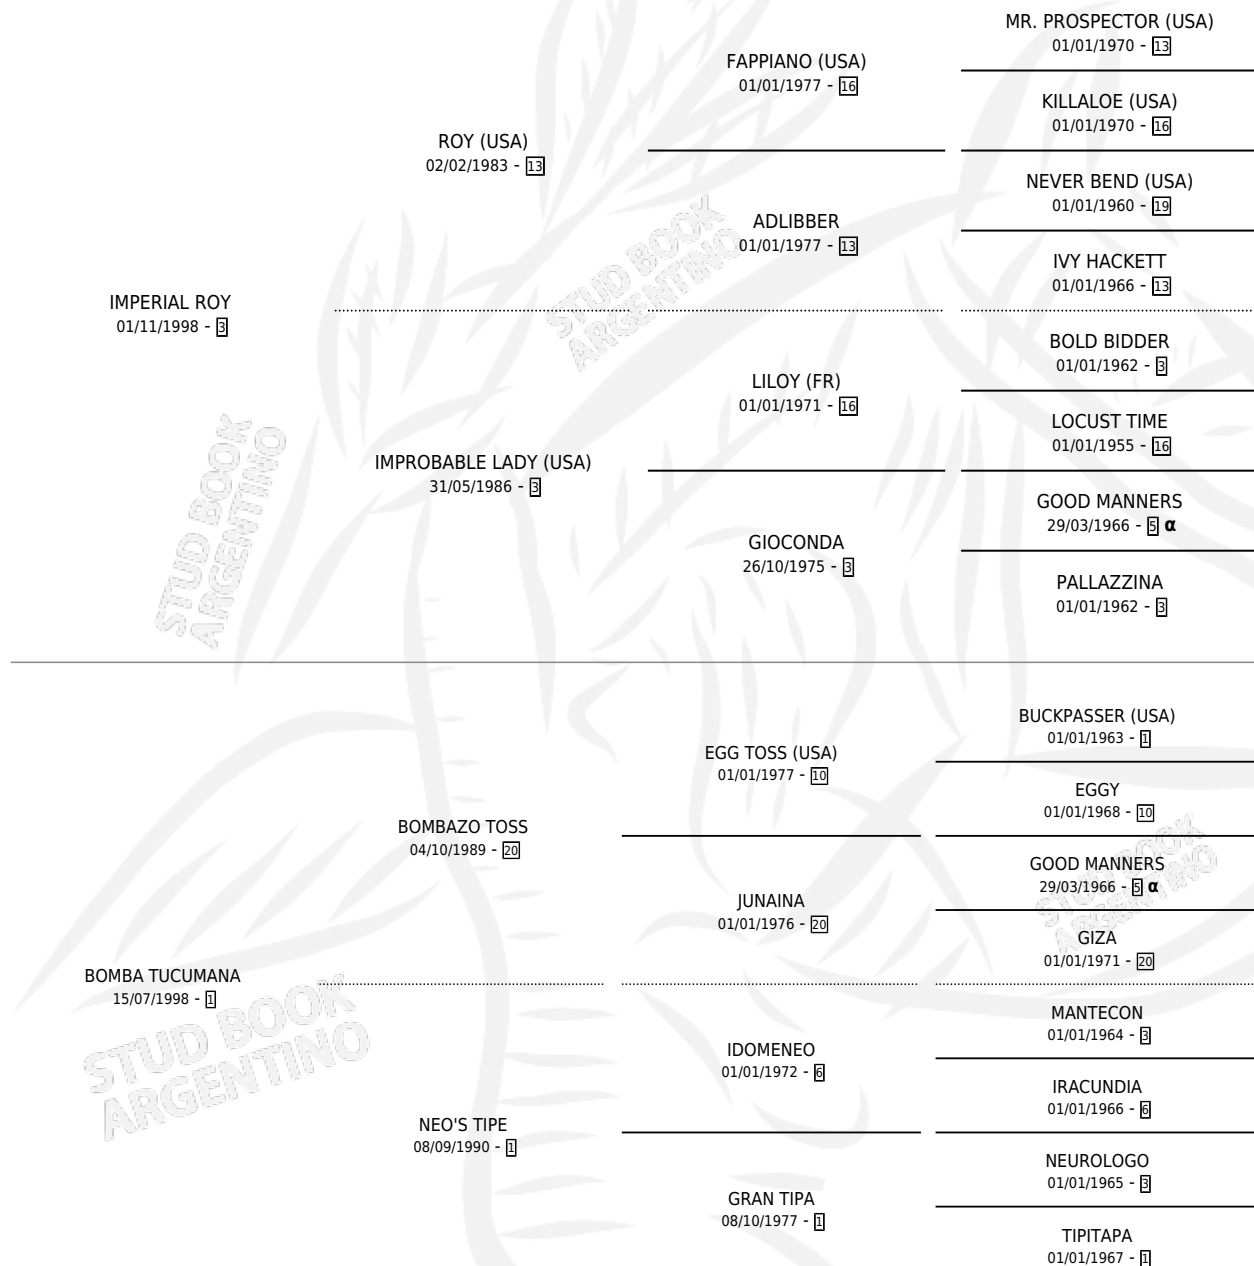 MR. PROSPECTOR (USA)
01/01/1970 - 13
FAPPIANO (USA)
01/01/1977 - 16
KILLALOE (USA)
01/01/1970 - 16
ROY (USA)
02/02/1983 - 13
NEVER BEND (USA)
01/01/1960 - 19
ADLIBBER
01/01/1977 - 13
IVY HACKETT
01/01/1966 - 13
IMPERIAL ROY
01/11/1998 - 3
BOLD BIDDER
01/01/1962 - 3
LILOY (FR)
01/01/1971 - 16
LOCUST TIME
01/01/1955 - 16
IMPROBABLE LADY (USA)
31/05/1986 - 3
GOOD MANNERS
29/03/1966 - 5 α
GIOCONDA
26/10/1975 - 3
PALLAZZINA
01/01/1962 - 3
BUCKPASSER (USA)
01/01/1963 - 1
EGG TOSS (USA)
01/01/1977 - 10
EGGY
01/01/1968 - 10
BOMBAZO TOSS
04/10/1989 - 20
GOOD MANNERS
29/03/1966 - 5 α
JUNAINA
01/01/1976 - 20
GIZA
01/01/1971 - 20
BOMBA TUCUMANA
15/07/1998 - 1
MANTECON
01/01/1964 - 3
IDOMENEO
01/01/1972 - 6
IRACUNDIA
01/01/1966 - 6
NEO'S TIPE
08/09/1990 - 1
NEUROLOGO
01/01/1965 - 3
GRAN TIPA
08/10/1977 - 1
TIPITAPA
01/01/1967 - 1
STUD BOOK
ARGENTINO
STUD BOOK
ARGENTINO
STUD BOOK
ARGENTINO
STUD BOOK
ARGENTINO